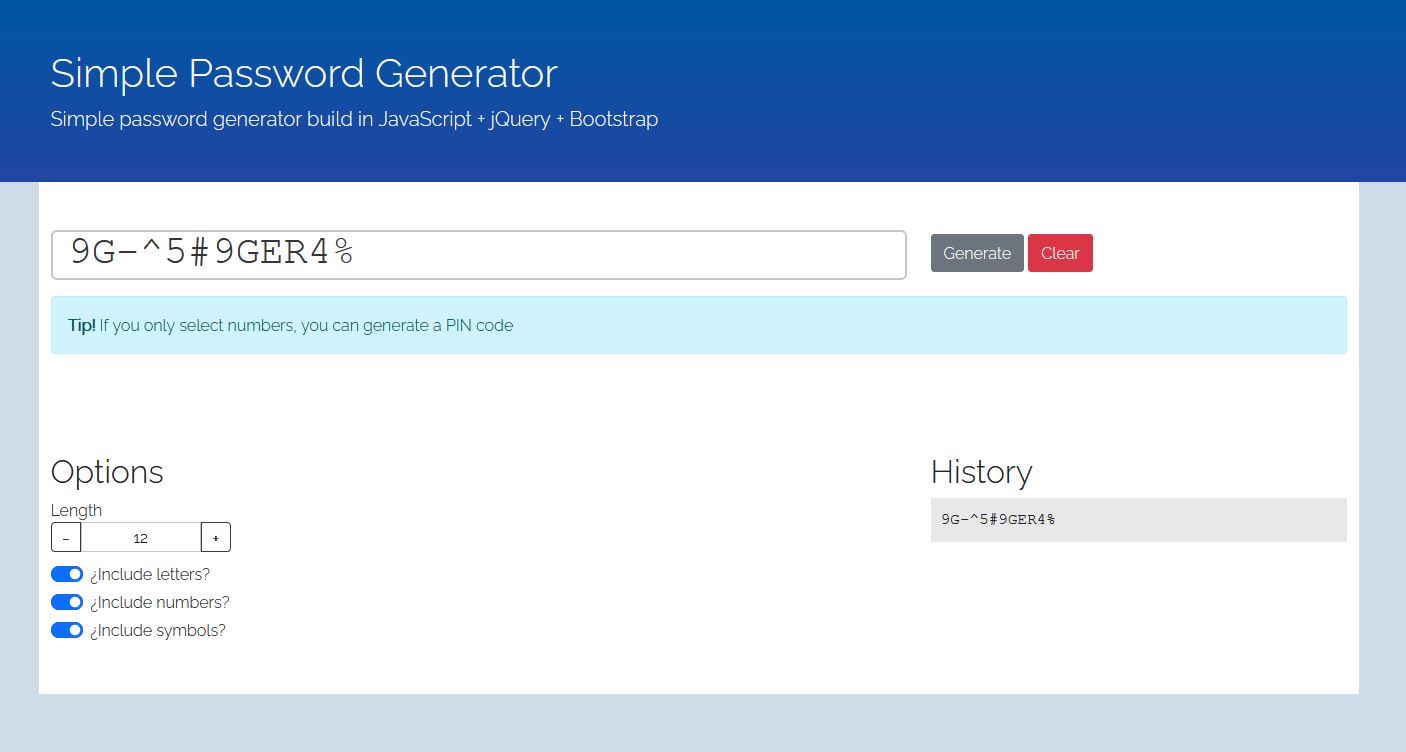 Simple Password Generator
Simple password generator build in JavaScript + jQuery + Bootstrap
9G-^5#9GER4%
Generate
Clear
Tip! If you only select numbers, you can generate a PIN code
Options
Length
- 12 +
¿Include letters?
¿Include numbers?
¿Include symbols?
History
9G-^5#9GER4%